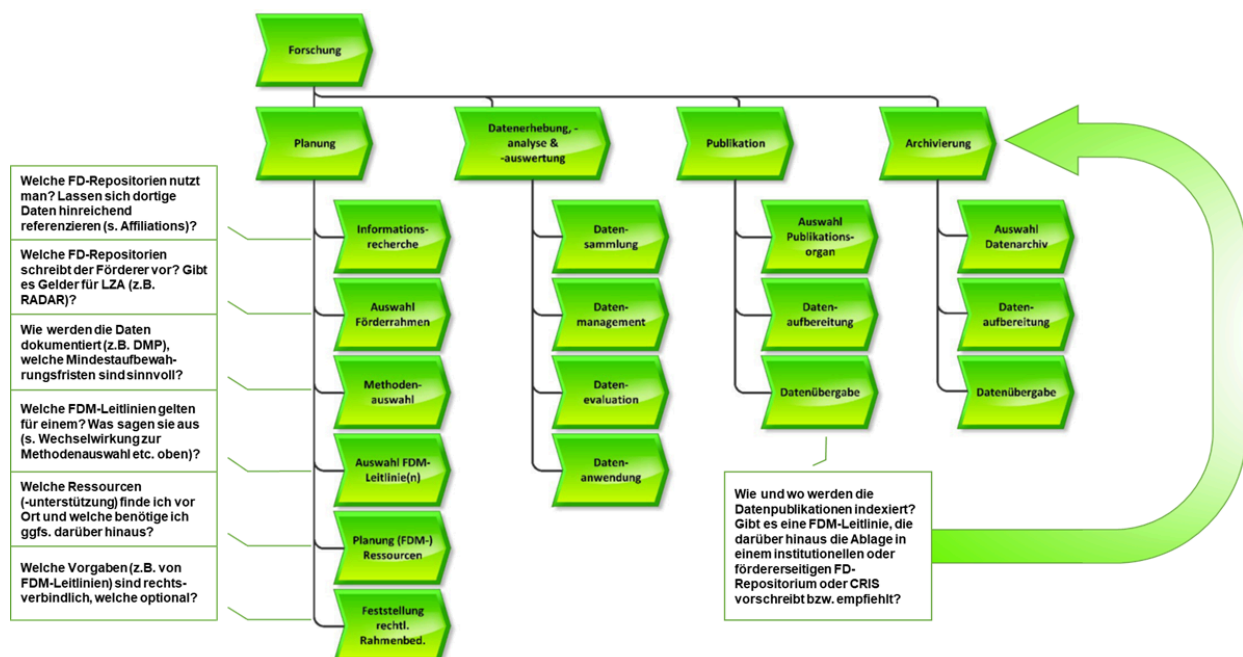 Forschung
Planung
Datenerhebung, -
analyse &
-auswertung
Publikation
Archivierung
Welche FD-Repositorien nutzt
man? Lassen sich dortige
Daten hinreichend
referenzieren (s. Affiliations)?
Welche FD-Repositorien
schreibt der Förderer vor? Gibt
es Gelder für LZA (z.B.
RADAR)?
Wie werden die Daten
dokumentiert (z.B. DMP),
welche Mindestaufbewah-
rungsfristen sind sinnvoll?
Welche FDM-Leitlinien gelten
für einem? Was sagen sie aus
(s. Wechselwirkung zur
Methodenauswahl etc. oben)?
Welche Ressourcen
(-unterstützung) finde ich vor
Ort und welche benötige ich
ggfs. darüber hinaus?
Welche Vorgaben (z.B. von
FDM-Leitlinien) sind rechts-
verbindlich, welche optional?
Informations-
recherche
Auswahl
Förderrahmen
Methoden-
auswahl
Auswahl FDM-
Leitlinie(n)
Planung (FDM-)
Ressourcen
Feststellung
rechtl.
Rahmenbed.
Daten-
sammlung
Daten-
management
Daten-
evaluation
Daten-
anwendung
Auswahl
Publikations-
organ
Daten-
aufbereitung
Datenübergabe
Auswahl
Datenarchiv
Daten-
aufbereitung
Datenübergabe
Wie und wo werden die
Datenpublikationen indexiert?
Gibt es eine FDM-Leitlinie, die
darüber hinaus die Ablage in
einem institutionellen oder
fördererseitigen FD-
Repositorium oder CRIS
vorschreibt bzw. empfiehlt?